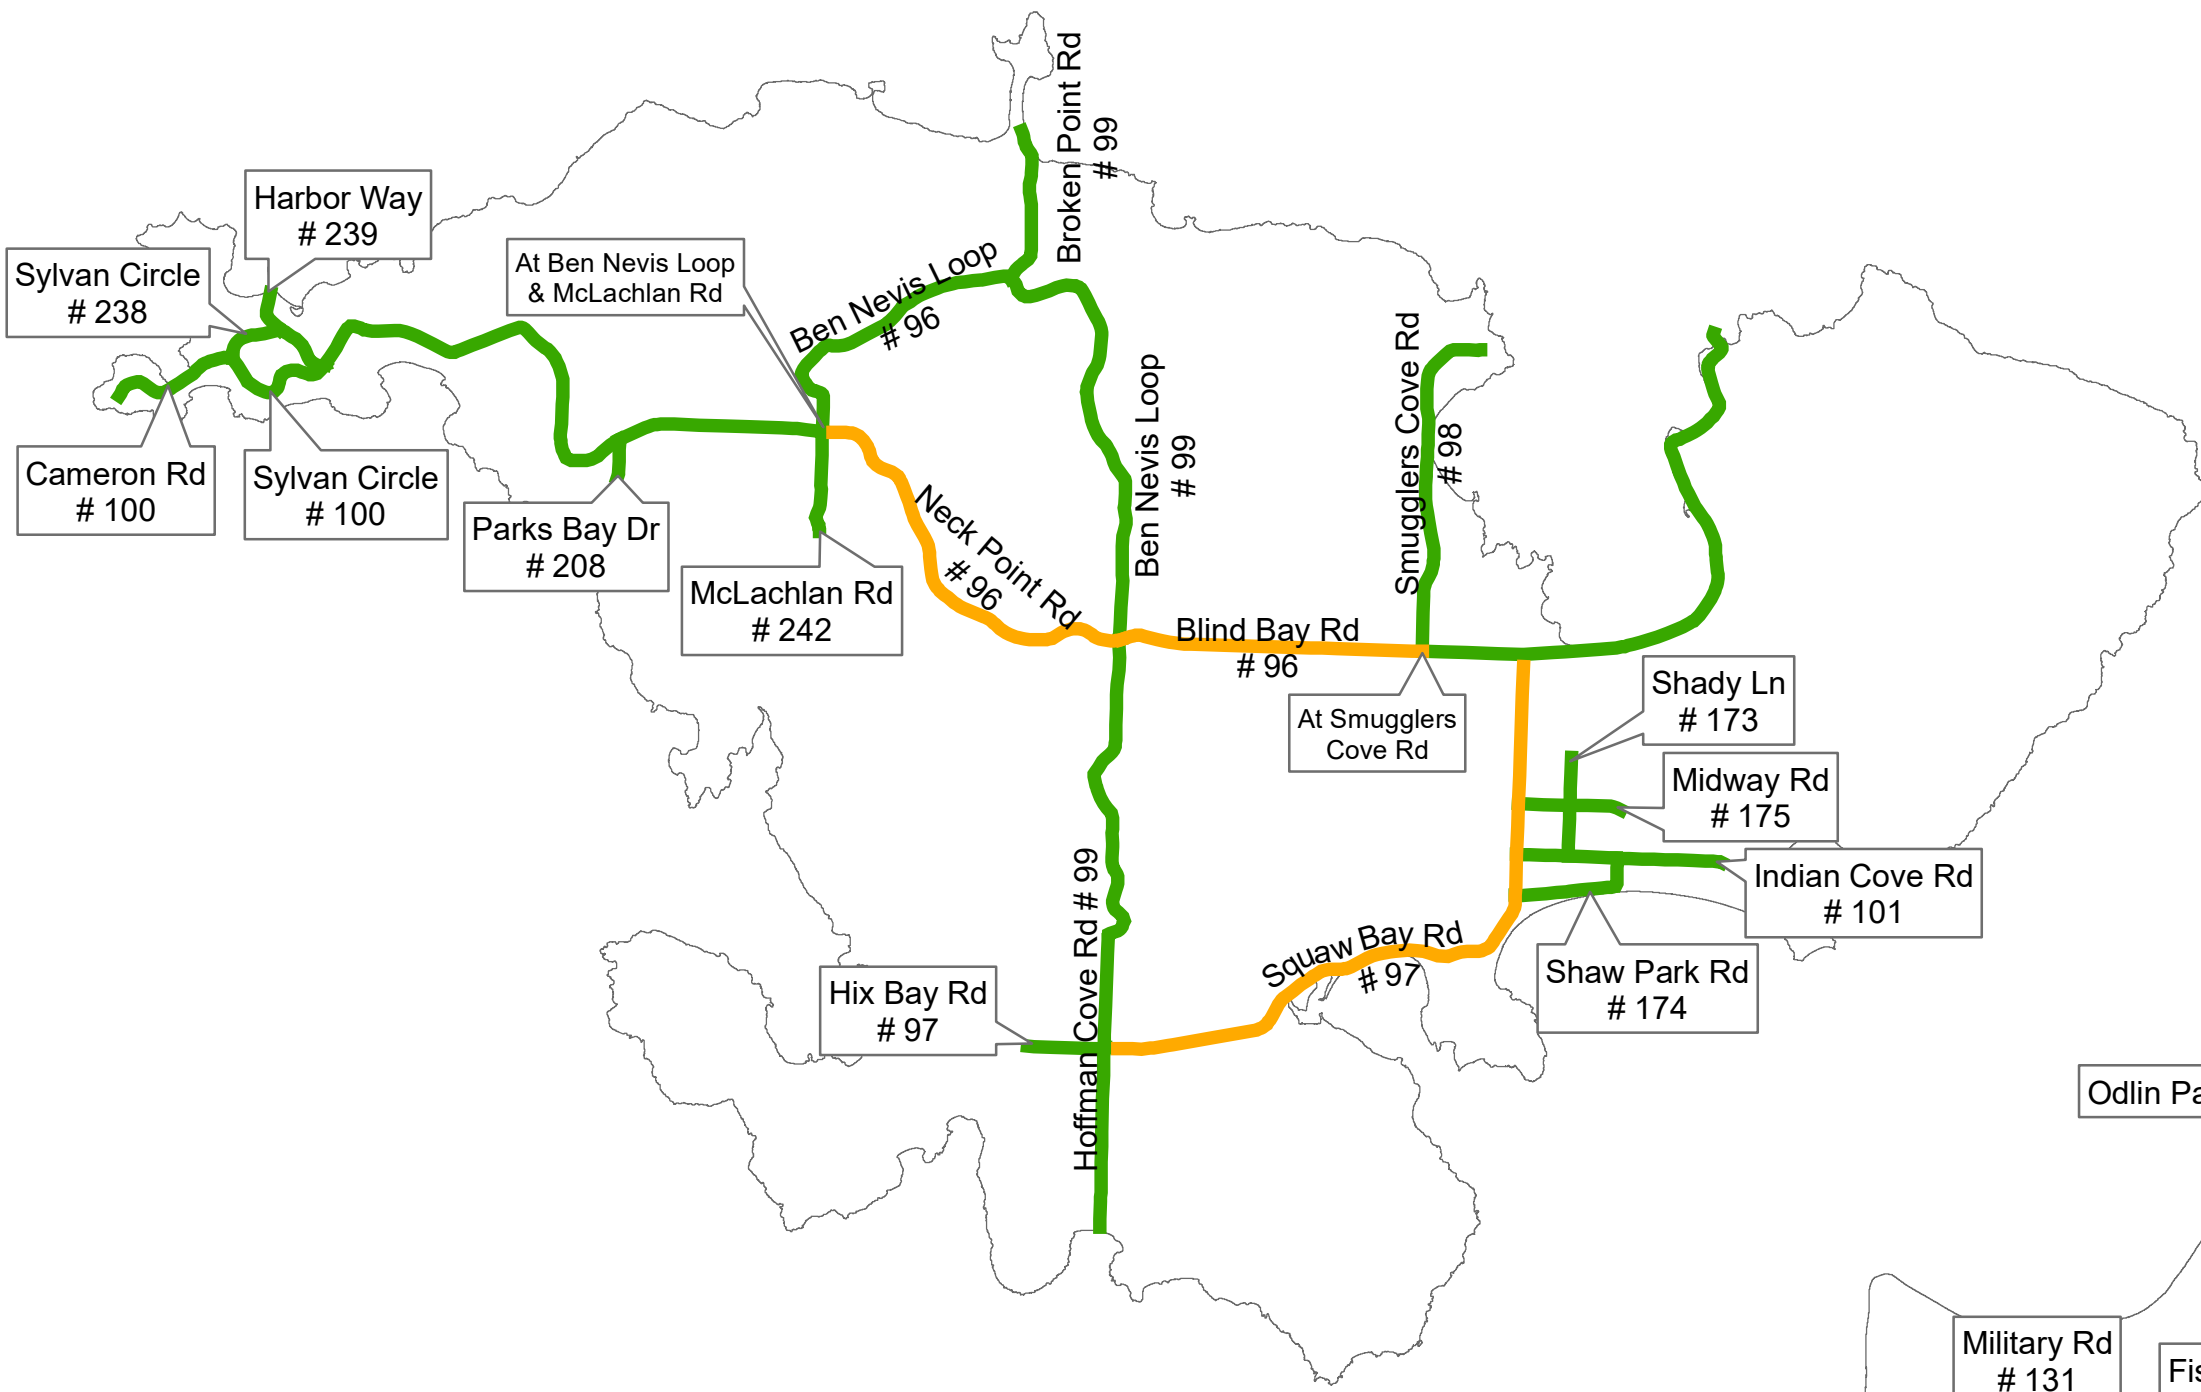 Broken Point Rd
# 99
Harbor Way
# 239
Sylvan Circle
# 238
At Ben Nevis Loop
& McLachlan Rd
Ben Nevis Loop
# 96
Smugglers Cove Rd
# 98
Ben Nevis Loop
# 99
Cameron Rd
# 100
Sylvan Circle
# 100
Parks Bay Dr
# 208
Neck Point Rd
# 96
McLachlan Rd
# 242
Blind Bay Rd
# 96
At Smugglers
Cove Rd
Shady Ln
# 173
Midway Rd
# 175
Indian Cove Rd
# 101
Hoffman Cove Rd # 99
Squaw Bay Rd
# 97
Shaw Park Rd
# 174
Hix Bay Rd
# 97
Odlin Pa
Military Rd
# 131
Fis